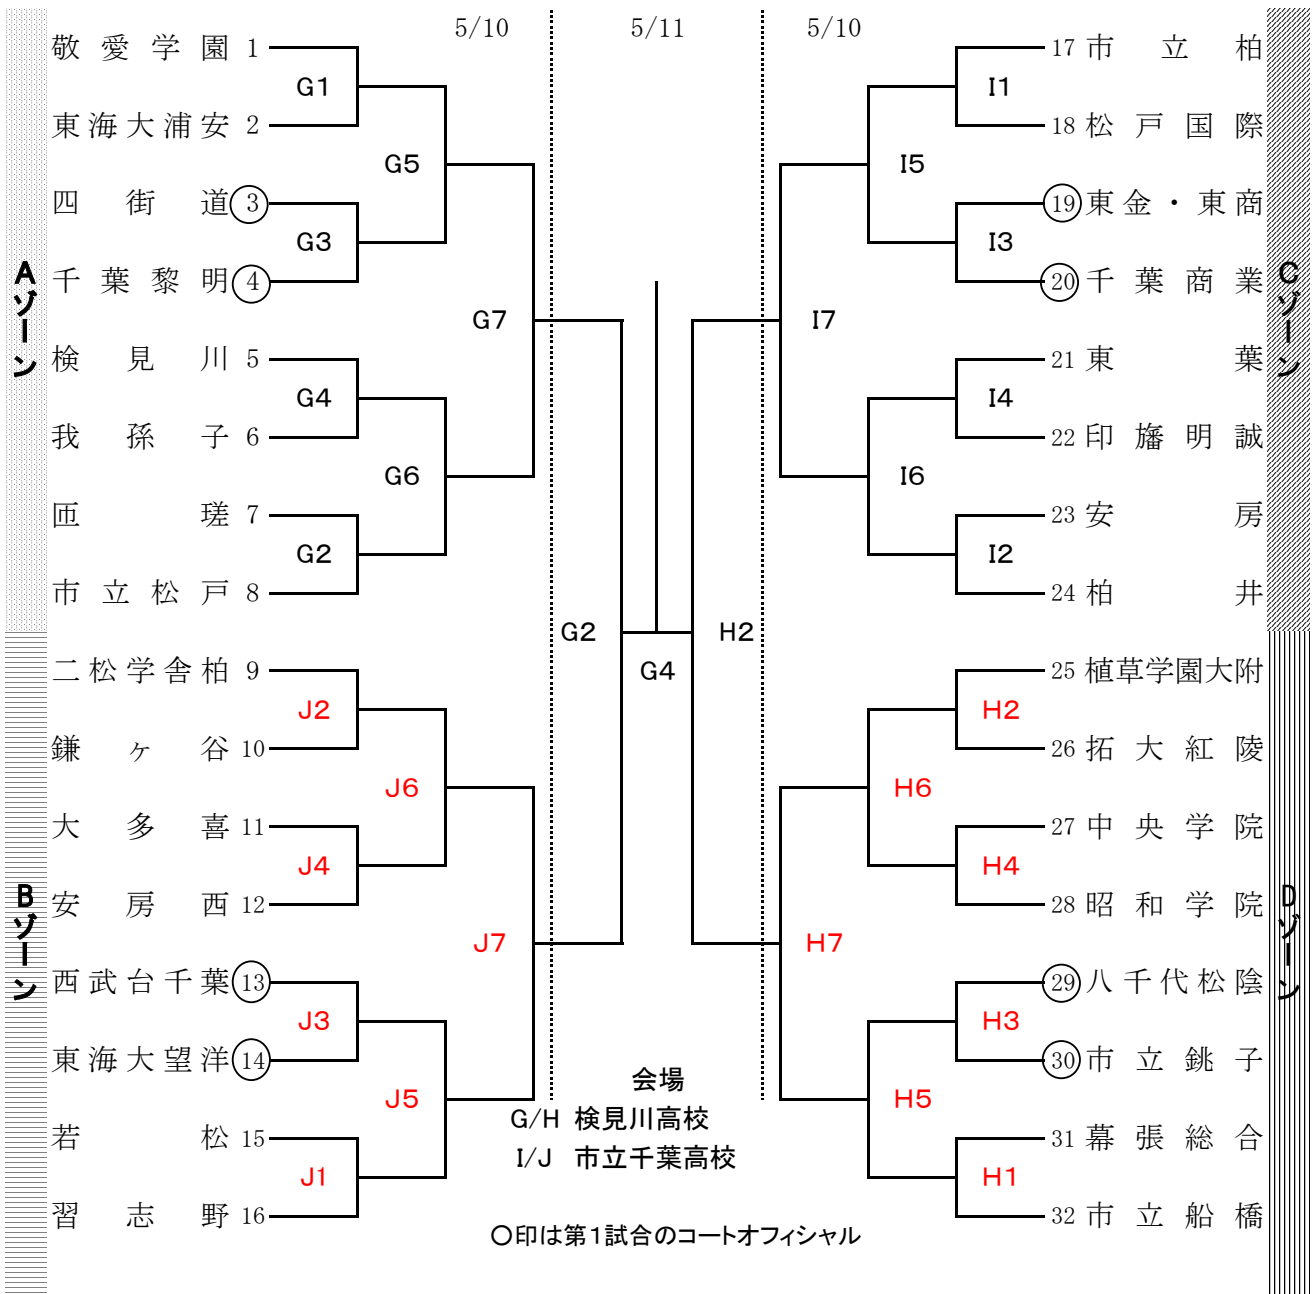 5/10 5/11 5/10
Aゾーン
敬愛学園 1
G1
東海大浦安 2
G5
四街道 3
G3
千葉黎明 4
G7
検見川 5
G4
我孫子 6
G6
匝瑳 7
G2
市立松戸 8
G2
Bゾーン
二松学舎柏 9
J2
鎌ヶ谷 10
J6
大多喜 11
J4
安房西 12
J7
西武台千葉 13
J3
東海大望洋 14
J5
若松 15
J1
習志野 16
G4
Cゾーン
17 市立柏
I1
18 松戸国際
I5
19 東金・東商
I3
20 千葉商業
I7
21 東葉
I4
22 印旛明誠
I6
23 安房
I2
24 柏井
H2
Dゾーン
25 植草学園大附
H2
26 拓大紅陵
H6
27 中央学院
H4
28 昭和学院
H7
29 八千代松陰
H3
30 市立銚子
H5
31 幕張総合
H1
32 市立船橋
会場
G/H 検見川高校
I/J 市立千葉高校
〇印は第1試合のコートオフィシャル